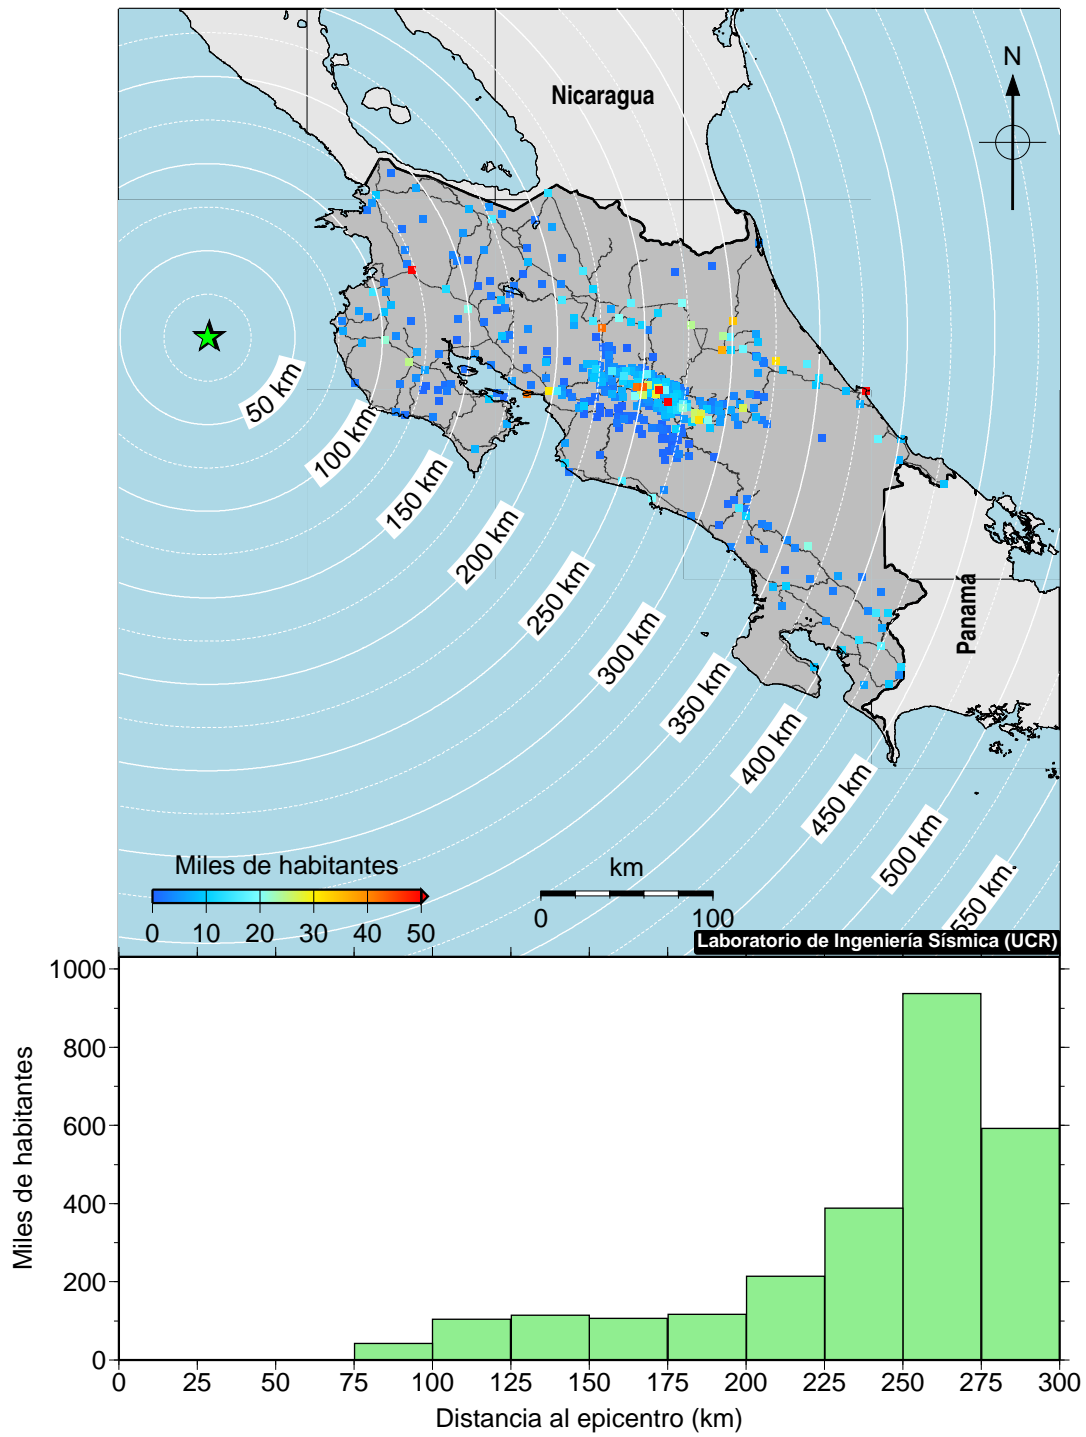 Nicaragua
N
50 km
100 km
150 km
200 km
250 km
300 km
350 km
400 km
450 km
500 km
550 km
Panamá
Miles de habitantes
0 10 20 30 40 50
km
0 100
Laboratorio de Ingeniería Sísmica (UCR)
Miles de habitantes
1000
800
600
400
200
0
0 25 50 75 100 125 150 175 200 225 250 275 300
Distancia al epicentro (km)